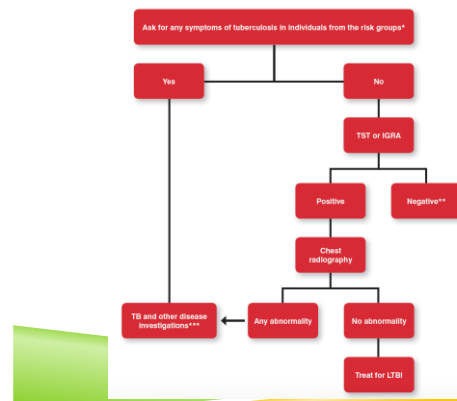 Ask for any symptoms of tuberculosis in individuals from the risk groups*
Yes
No
TST or IGRA
Positive
Negative**
Chest
radiography
TB and other disease
investigations***
Any abnormality
No abnormality
Treat for LTBI